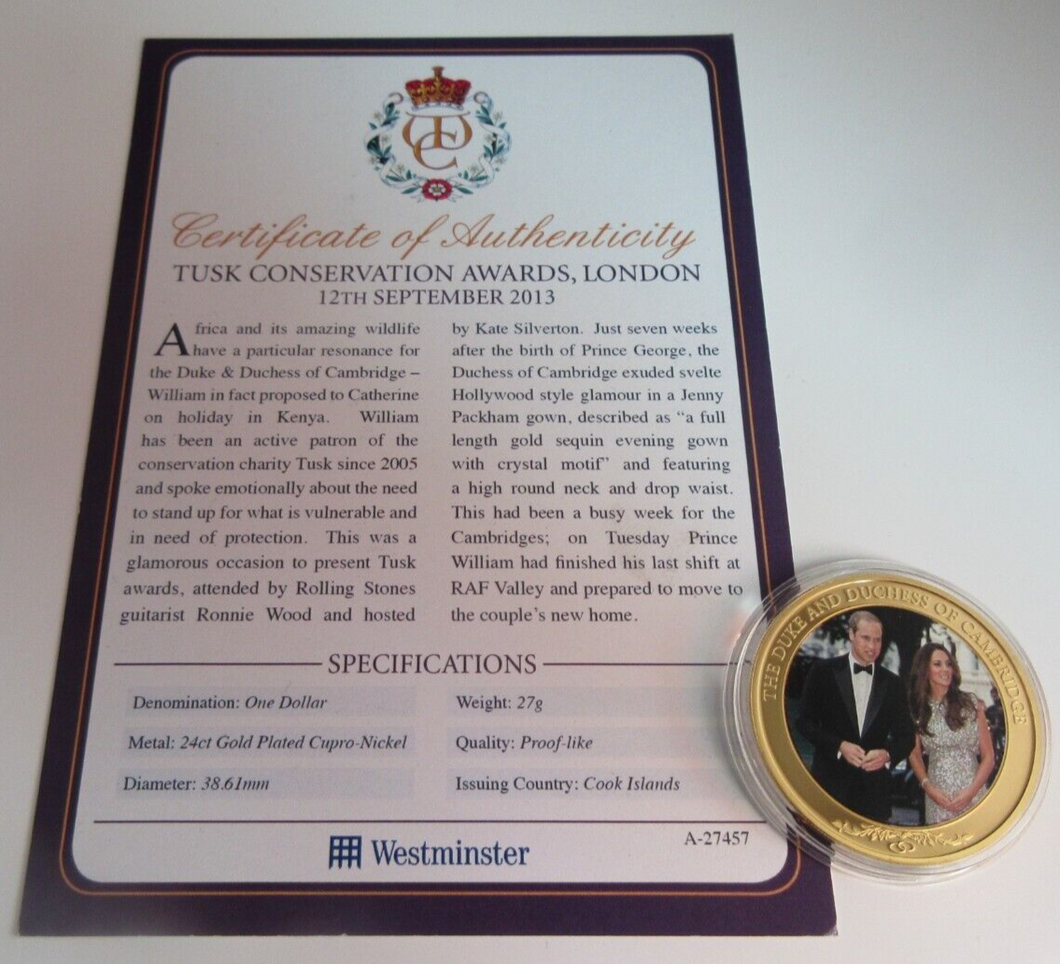 Certificate of Authenticity
TUSK CONSERVATION AWARDS, LONDON
12TH SEPTEMBER 2013
Africa and its amazing wildlife
have a particular resonance for
the Duke & Duchess of Cambridge –
William in fact proposed to Catherine
on holiday in Kenya. William
has been an active patron of the
conservation charity Tusk since 2005
and spoke emotionally about the need
to stand up for what is vulnerable and
in need of protection. This was a
glamorous occasion to present Tusk
awards, attended by Rolling Stones
guitarist Ronnie Wood and hosted
by Kate Silverton. Just seven weeks
after the birth of Prince George, the
Duchess of Cambridge exuded svelte
Hollywood style glamour in a Jenny
Packham gown, described as “a full
length gold sequin evening gown
with crystal motif” and featuring
a high round neck and drop waist.
This had been a busy week for the
Cambridges; on Tuesday Prince
William had finished his last shift at
RAF Valley and prepared to move to
the couple’s new home.
SPECIFICATIONS
Denomination: One Dollar
Metal: 24ct Gold Plated Cupro-Nickel
Diameter: 38.61mm
Weight: 27g
Quality: Proof-like
Issuing Country: Cook Islands
Westminster
A-27457
THE DUKE AND DUCHESS OF CAMBRIDGE